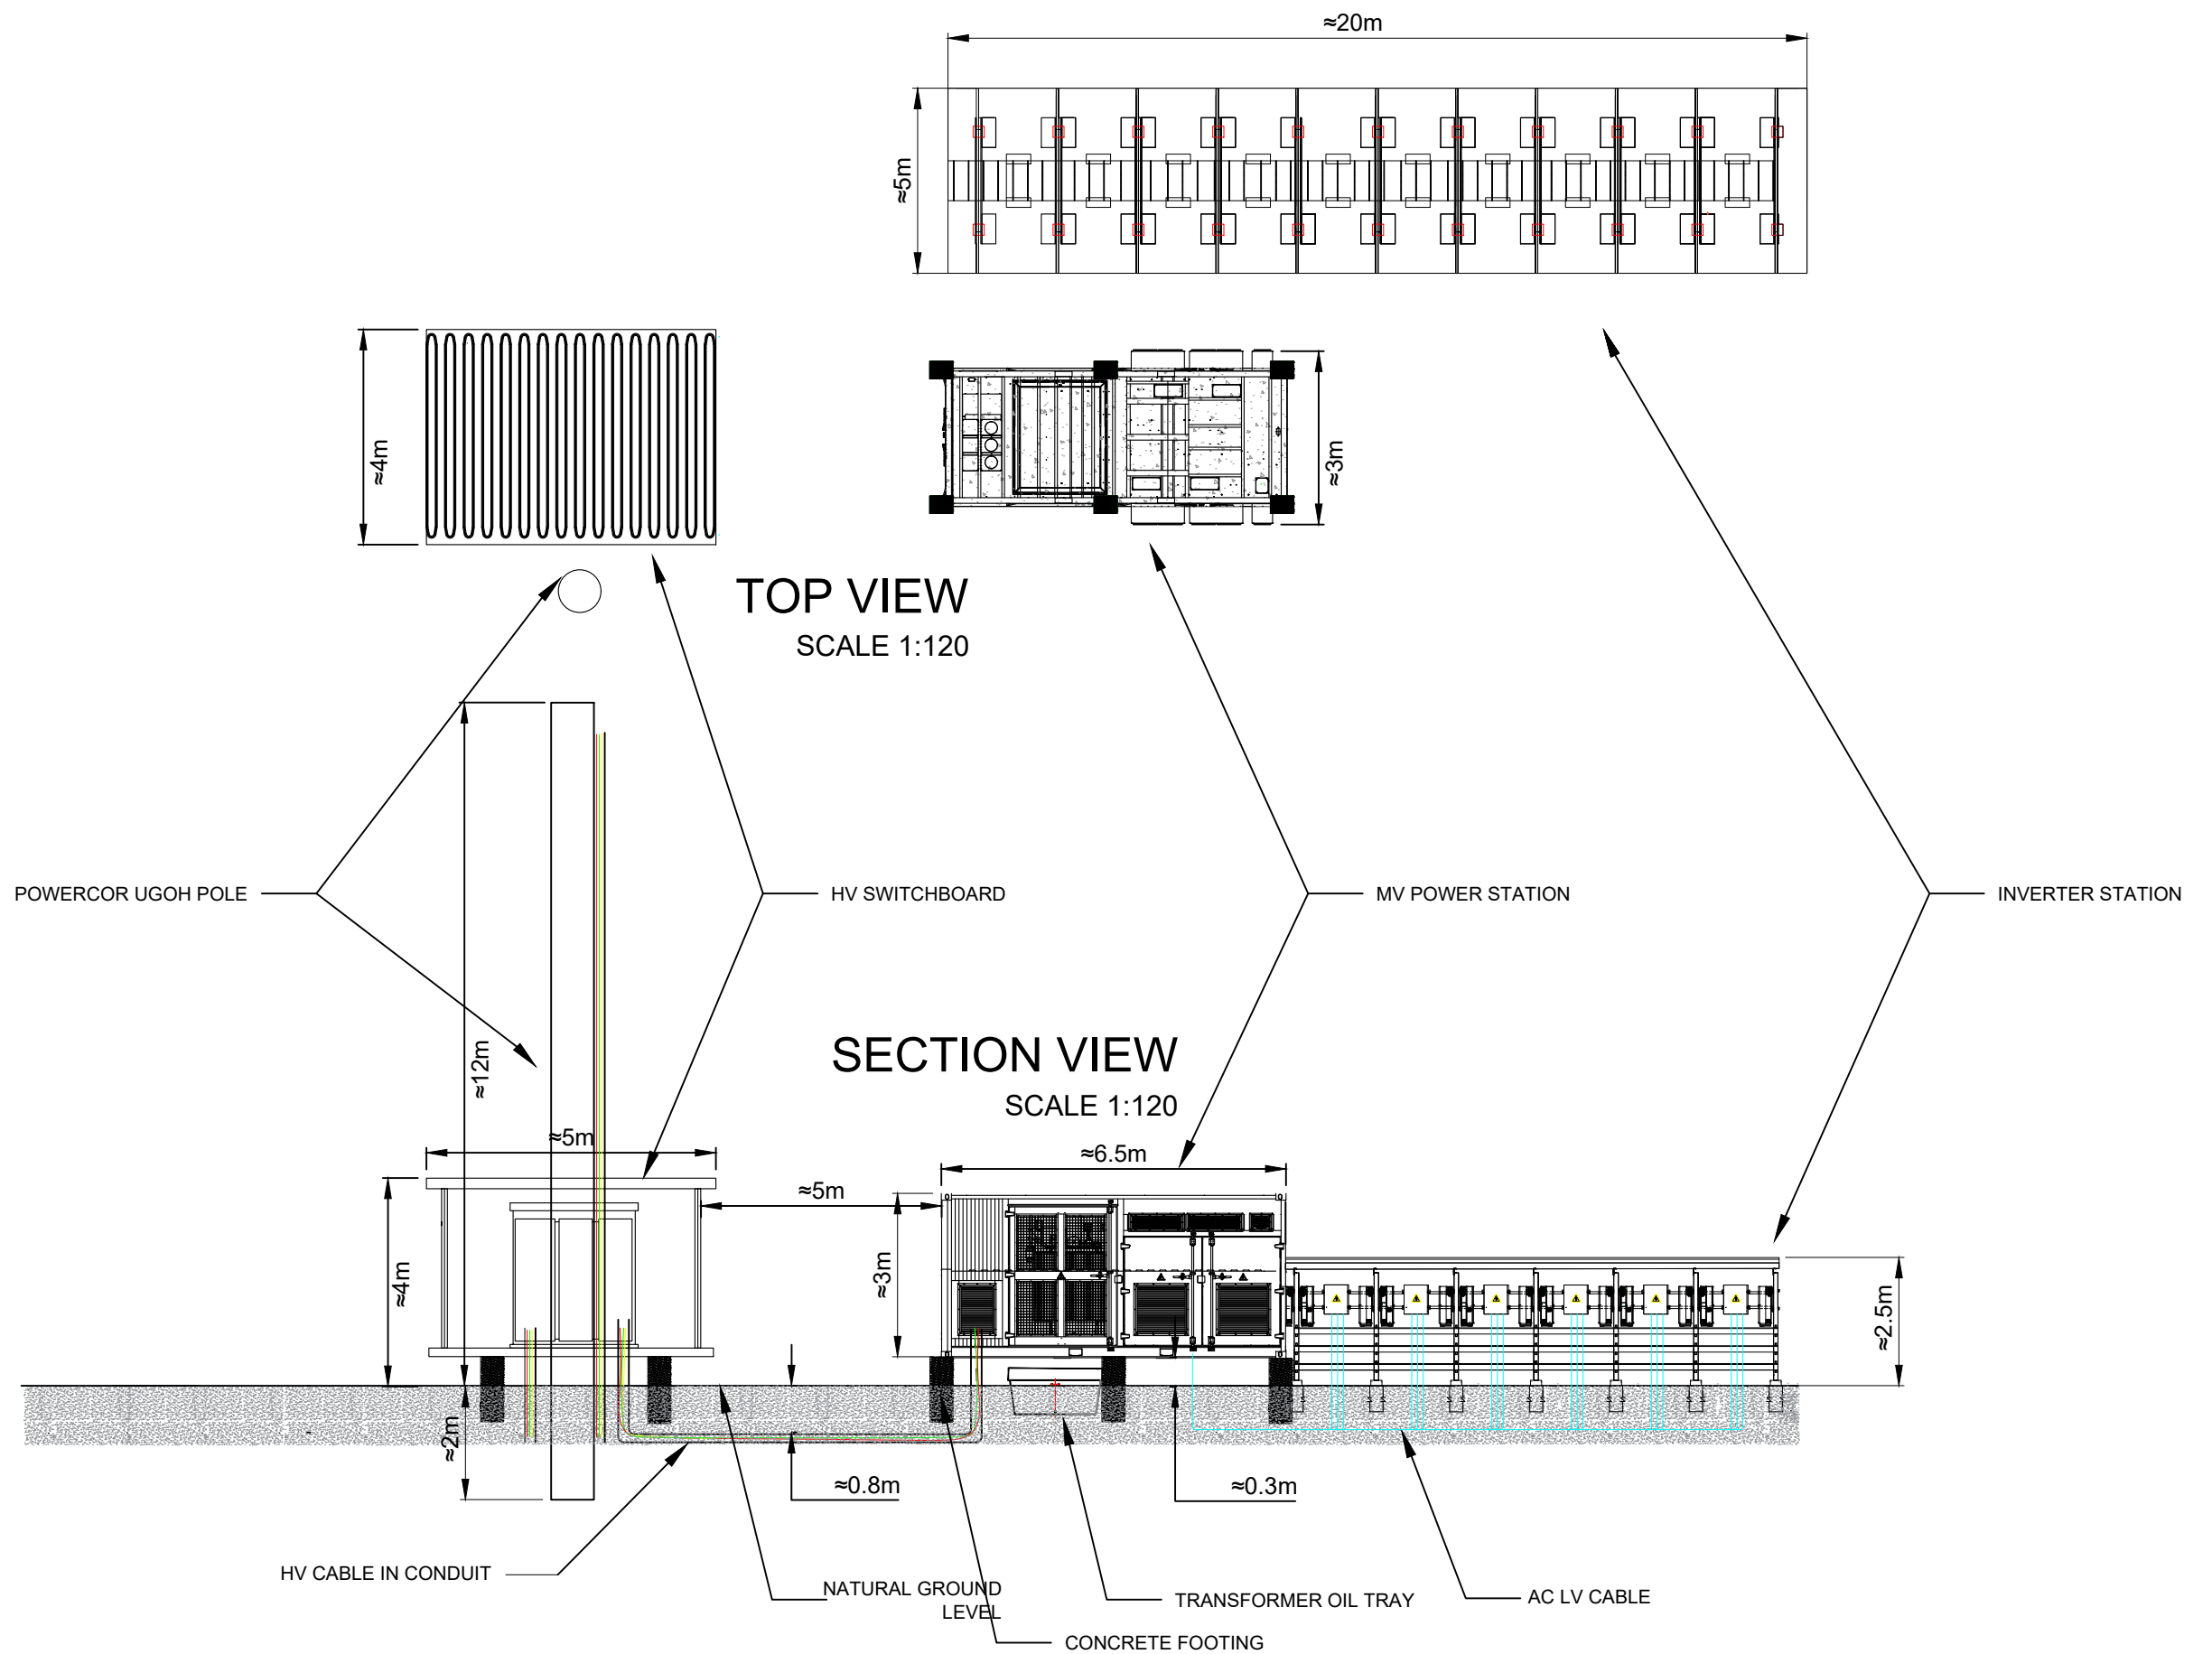 ≈20m
≈5m
≈4m
≈3m
TOP VIEW
SCALE 1:120
POWERCOR UGOH POLE
HV SWITCHBOARD
MV POWER STATION
INVERTER STATION
≈12m
SECTION VIEW
SCALE 1:120
≈5m
≈6.5m
≈5m
≈4m
≈3m
≈2.5m
≈2m
≈0.8m
≈0.3m
HV CABLE IN CONDUIT
NATURAL GROUND
LEVEL
TRANSFORMER OIL TRAY
AC LV CABLE
CONCRETE FOOTING